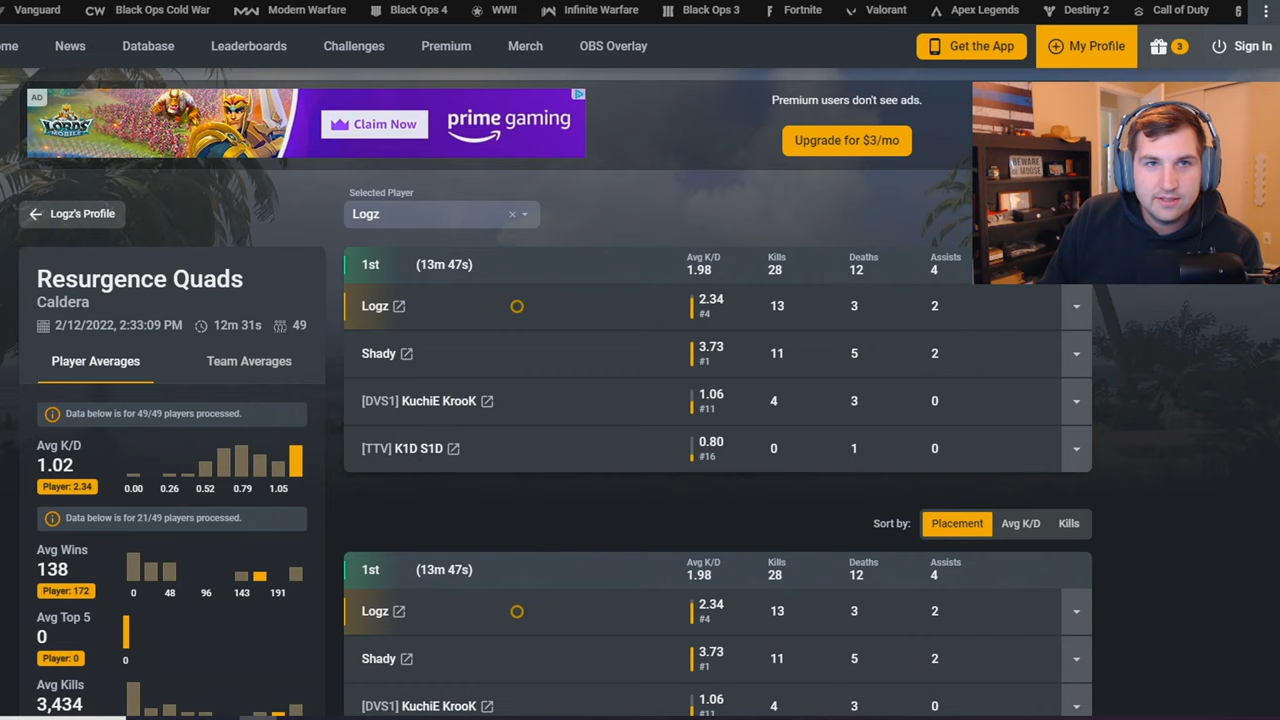 Vanguard CW Black Ops Cold War Modern Warfare Black Ops 4 WWII Infinite Warfare Black Ops 3 Fortnite Valorant Apex Legends Destiny 2 Call of Duty 6
ome News Database Leaderboards Challenges Premium Merch OBS Overlay Get the App My Profile 3 Sign In
AD
LORDS MOBILE
Claim Now
prime gaming
Premium users don't see ads.
Upgrade for $3/mo
BEWARE OF MOOSE
Selected Player
Logz's Profile
Logz
Resurgence Quads
Caldera
2/12/2022, 2:33:09 PM 12m 31s 49
Player Averages Team Averages
Data below is for 49/49 players processed.
Avg K/D
1.02
Player: 2.34
0.00 0.26 0.52 0.79 1.05
Data below is for 21/49 players processed.
Avg Wins
138
Player: 172
0 48 96 143 191
Avg Top 5
0
Player: 0
0
Avg Kills
3,434
1st (13m 47s) Avg K/D 1.98 Kills 28 Deaths 12 Assists 4
Logz 2.34 #4 13 3 2
Shady 3.73 #1 11 5 2
[DVS1] KuchiE KrooK 1.06 #11 4 3 0
[TTV] K1D S1D 0.80 #16 0 1 0
Sort by: Placement Avg K/D Kills
1st (13m 47s) Avg K/D 1.98 Kills 28 Deaths 12 Assists 4
Logz 2.34 #4 13 3 2
Shady 3.73 #1 11 5 2
[DVS1] KuchiE KrooK 1.06 #11 4 3 0